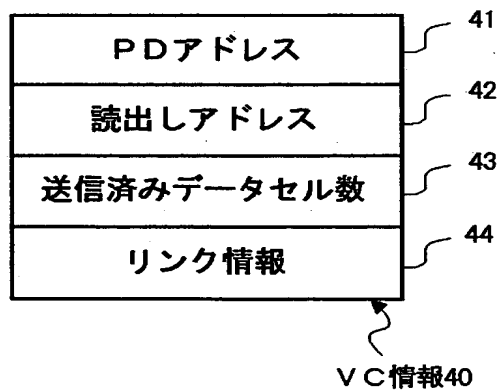 PDアドレス 41
読出しアドレス 42
送信済みデータセル数 43
リンク情報 44
VC情報40